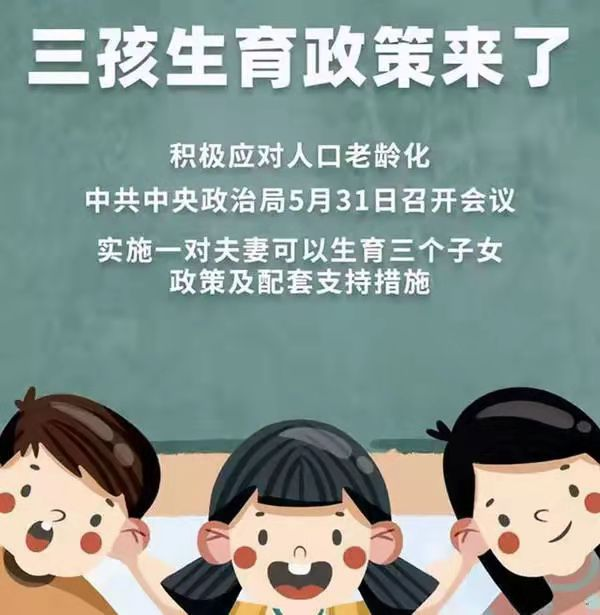 三孩生育政策来了
积极应对人口老龄化
中共中央政治局5月31日召开会议
实施一对夫妻可以生育三个子女
政策及配套支持措施